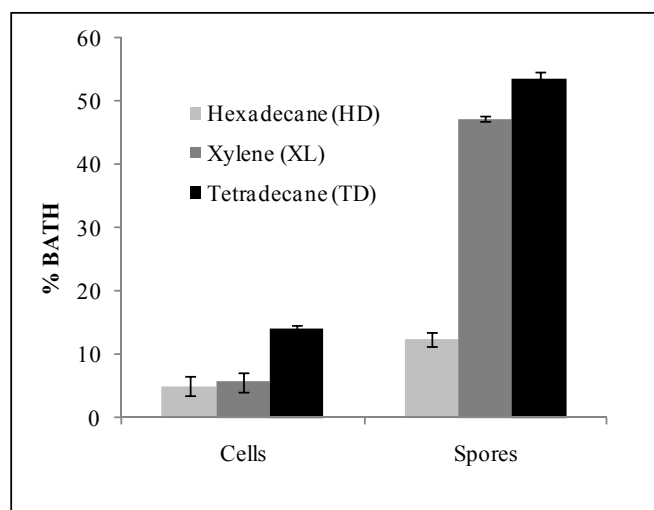 60
50
40
30
20
10
0
% BATH
Hexadecane (HD)
Xylene (XL)
Tetradecane (TD)
Cells
Spores